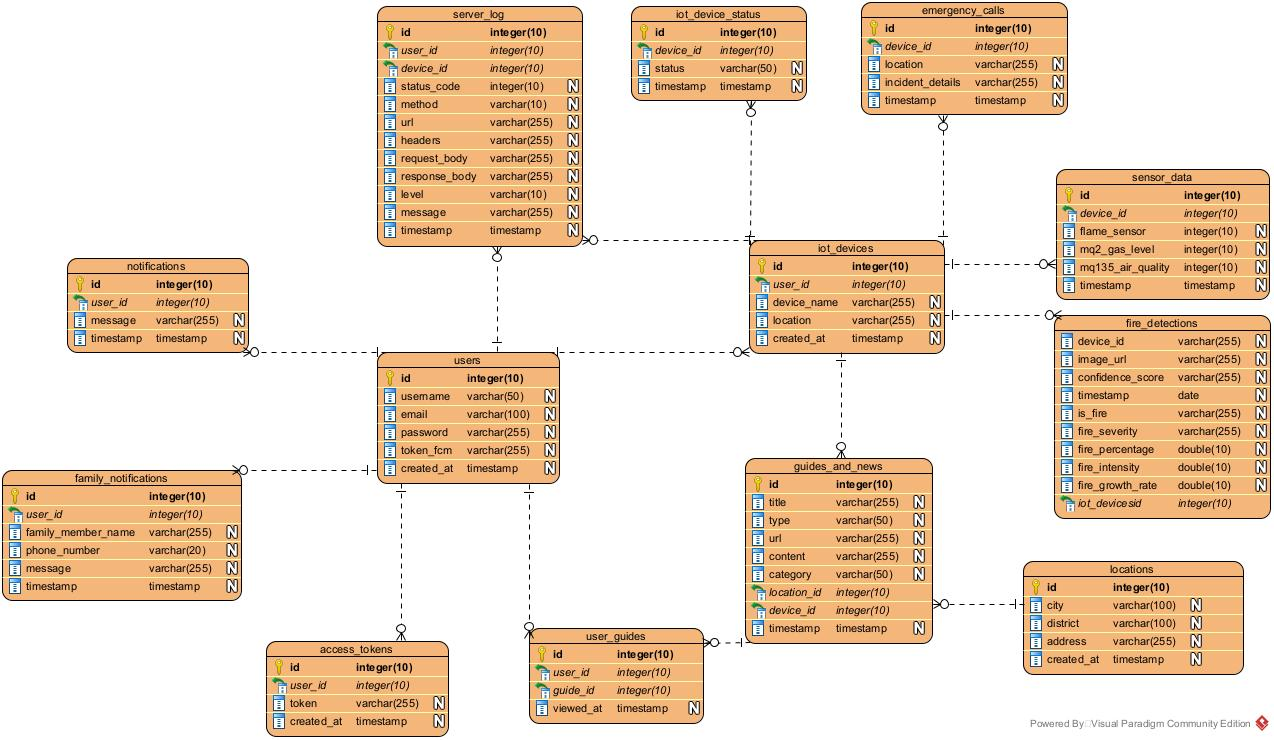 server_log
id integer(10)
user_id integer(10)
device_id integer(10)
status_code integer(10) N
method varchar(10) N
url varchar(255) N
headers varchar(255) N
request_body varchar(255) N
response_body varchar(255) N
level varchar(10) N
message varchar(255) N
timestamp timestamp N
iot_device_status
id integer(10)
device_id integer(10)
status varchar(50) N
timestamp timestamp N
emergency_calls
id integer(10)
device_id integer(10)
location varchar(255) N
incident_details varchar(255) N
timestamp timestamp N
sensor_data
id integer(10)
device_id integer(10)
flame_sensor integer(10) N
mq2_gas_level integer(10) N
mq135_air_quality integer(10) N
timestamp timestamp N
notifications
id integer(10)
user_id integer(10)
message varchar(255) N
timestamp timestamp N
iot_devices
id integer(10)
user_id integer(10)
device_name varchar(255) N
location varchar(255) N
created_at timestamp N
fire_detections
device_id varchar(255) N
image_url varchar(255) N
confidence_score varchar(255) N
timestamp date N
is_fire varchar(255) N
fire_severity varchar(255) N
fire_percentage double(10) N
fire_intensity double(10) N
fire_growth_rate double(10) N
iot_devicesid integer(10)
users
id integer(10)
username varchar(50) N
email varchar(100) N
password varchar(255) N
token_fcm varchar(255) N
created_at timestamp N
family_notifications
id integer(10)
user_id integer(10)
family_member_name varchar(255) N
phone_number varchar(20) N
message varchar(255) N
timestamp timestamp N
guides_and_news
id integer(10)
title varchar(255) N
type varchar(50) N
url varchar(255) N
content varchar(255) N
category varchar(50) N
location_id integer(10)
device_id integer(10)
timestamp timestamp N
locations
id integer(10)
city varchar(100) N
district varchar(100) N
address varchar(255) N
created_at timestamp N
access_tokens
id integer(10)
user_id integer(10)
token varchar(255) N
created_at timestamp N
user_guides
id integer(10)
user_id integer(10)
guide_id integer(10)
viewed_at timestamp N
Powered By Visual Paradigm Community Edition